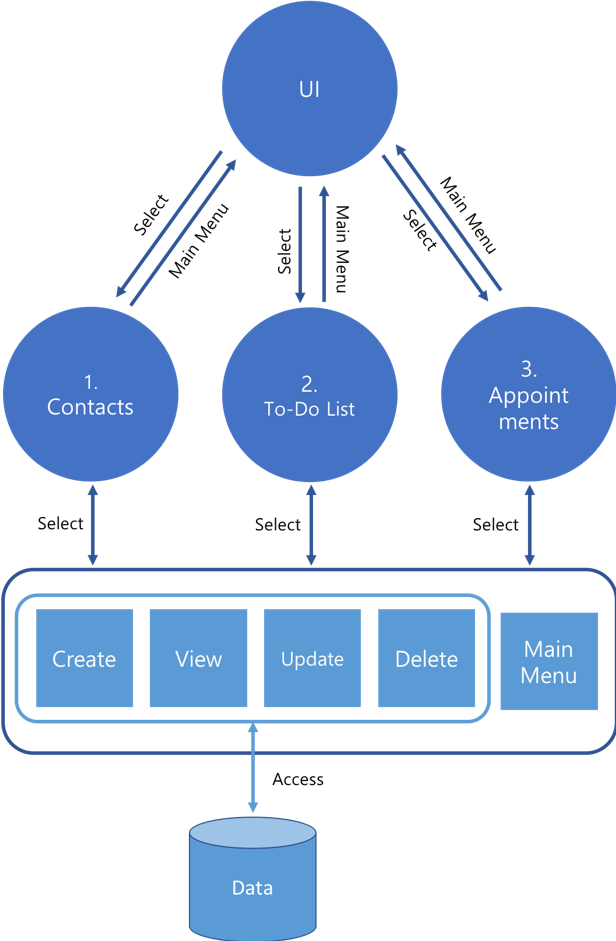 UI
Select
Main Menu
Select
Main Menu
Select
Main Menu
1.
Contacts
2.
To-Do List
3.
Appoint
ments
Select
Select
Select
Create
View
Update
Delete
Main
Menu
Access
Data